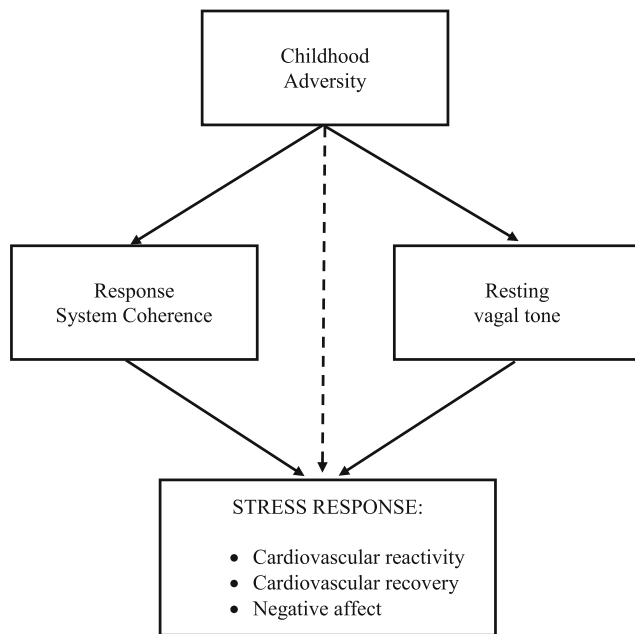 Childhood
Adversity
Response
System Coherence
Resting
vagal tone
STRESS RESPONSE:
• Cardiovascular reactivity
• Cardiovascular recovery
• Negative affect